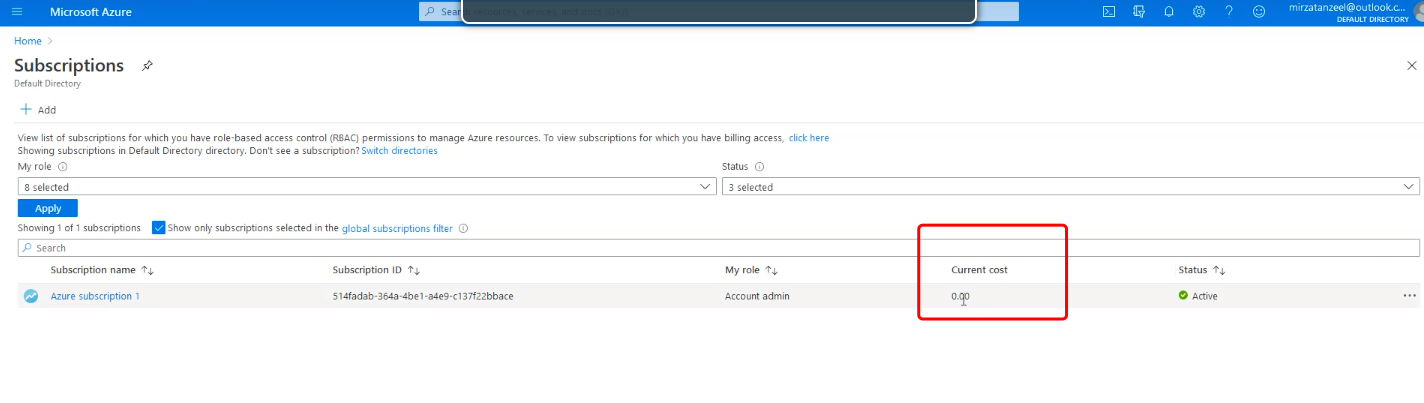 Microsoft Azure
mirzatanzeel@outlook.c...
DEFAULT DIRECTORY
Home >
Subscriptions
Default Directory
+ Add
View list of subscriptions for which you have role-based access control (RBAC) permissions to manage Azure resources. To view subscriptions for which you have billing access, click here
Showing subscriptions in Default Directory directory. Don't see a subscription? Switch directories
My role Status
8 selected 3 selected
Apply
Showing 1 of 1 subscriptions Show only subscriptions selected in the global subscriptions filter
Search
Subscription name Subscription ID My role Current cost Status
Azure subscription 1 514fadab-364a-4be1-a4e9-c137f22bbace Account admin 0.00 Active